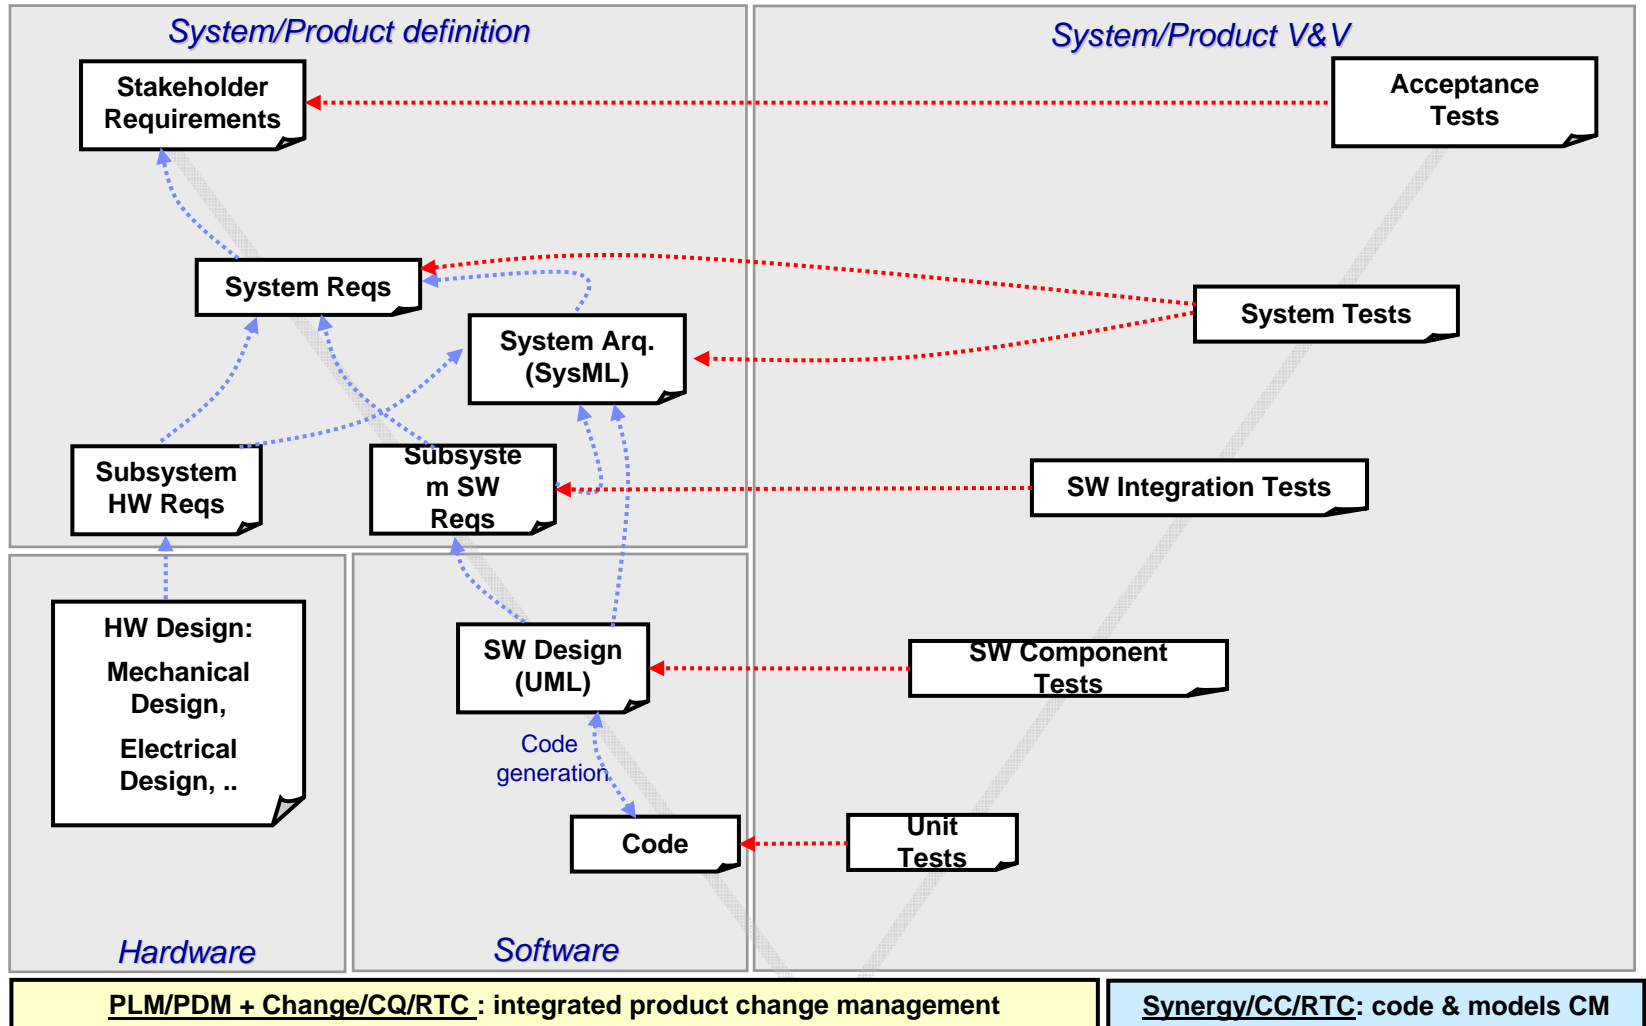 System/Product definition
System/Product V&V
Stakeholder
Requirements
Acceptance
Tests
System Reqs
System Tests
System Arq.
(SysML)
Subsystem
HW Reqs
Subsyste
m SW
Reqs
SW Integration Tests
HW Design:
Mechanical
Design,
Electrical
Design, ..
SW Design
(UML)
SW Component
Tests
Code
generation
Code
Unit
Tests
Hardware
Software
PLM/PDM + Change/CQ/RTC : integrated product change management
Synergy/CC/RTC: code & models CM